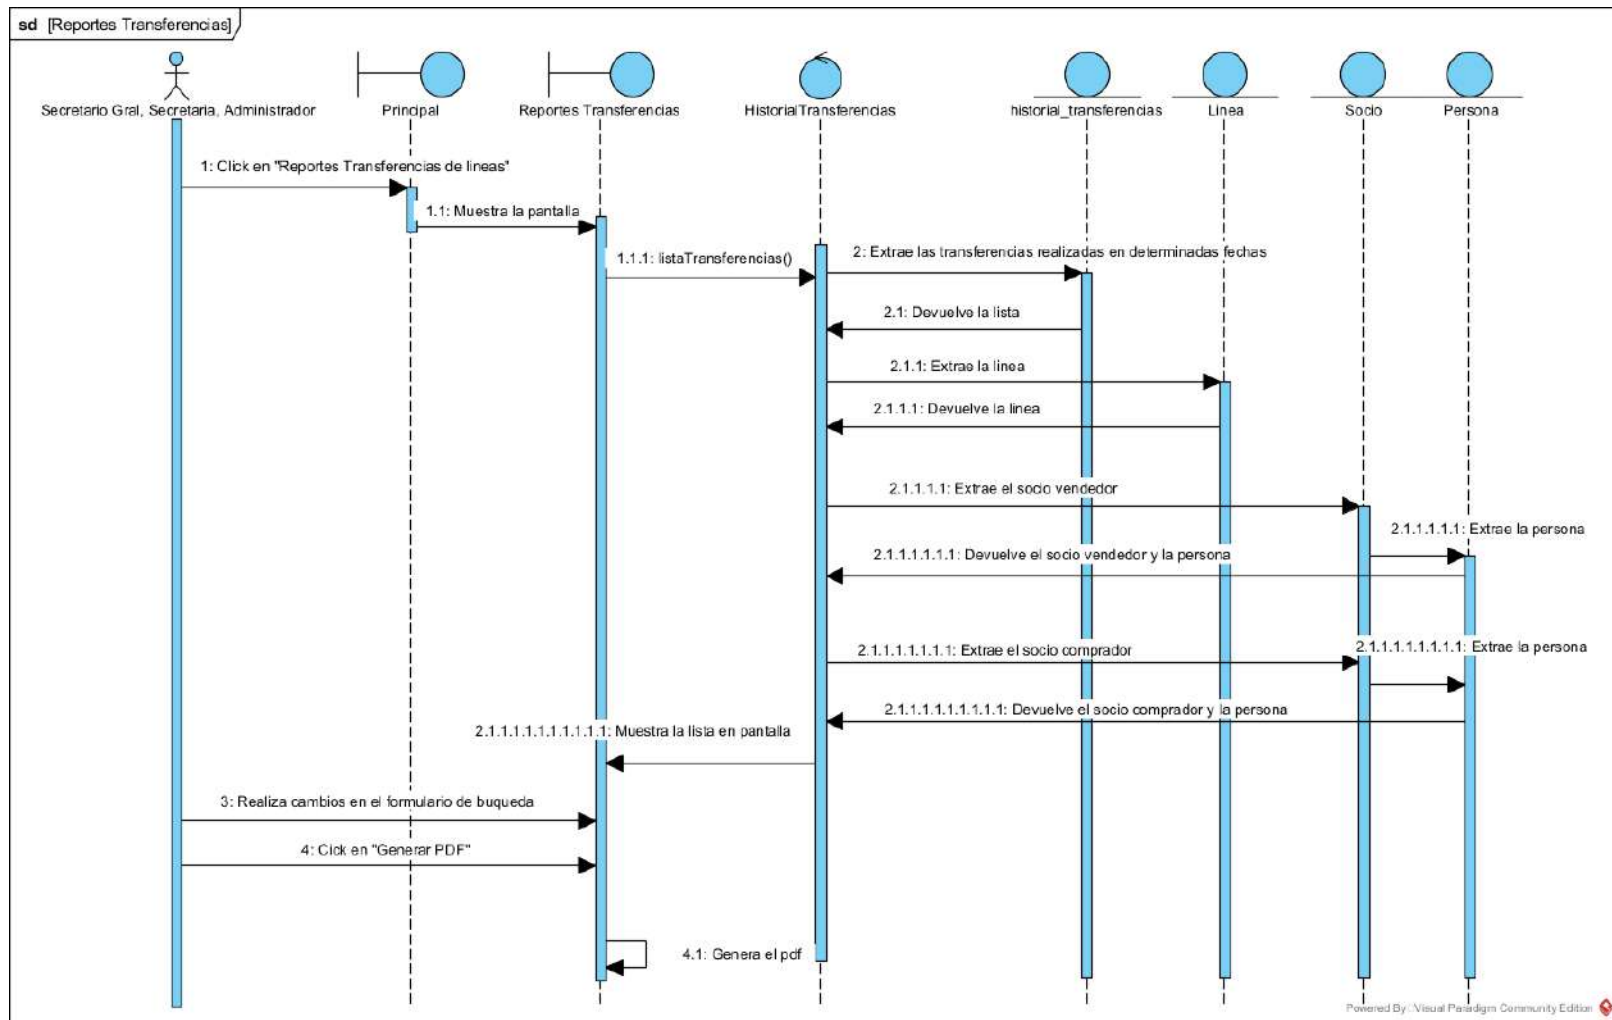 sd [Reportes Transferencias]
Secretario Gral, Secretaria, Administrador
Principal
Reportes Transferencias
HistorialTransferencias
historial_transferencias
Linea
Socio
Persona
1: Click en "Reportes Transferencias de lineas"
1.1: Muestra la pantalla
1.1.1: listaTransferencias()
2: Extrae las transferencias realizadas en determinadas fechas
2.1: Devuelve la lista
2.1.1: Extrae la linea
2.1.1.1: Devuelve la linea
2.1.1.1.1: Extrae el socio vendedor
2.1.1.1.1.1: Extrae la persona
2.1.1.1.1.1.1: Devuelve el socio vendedor y la persona
2.1.1.1.1.1.1.1: Extrae el socio comprador
2.1.1.1.1.1.1.1.1: Extrae la persona
2.1.1.1.1.1.1.1.1.1: Devuelve el socio comprador y la persona
2.1.1.1.1.1.1.1.1.1.1: Muestra la lista en pantalla
3: Realiza cambios en el formulario de buqueda
4: Click en "Generar PDF"
4.1: Genera el pdf
Powered By: Visual Paradigm Community Edition